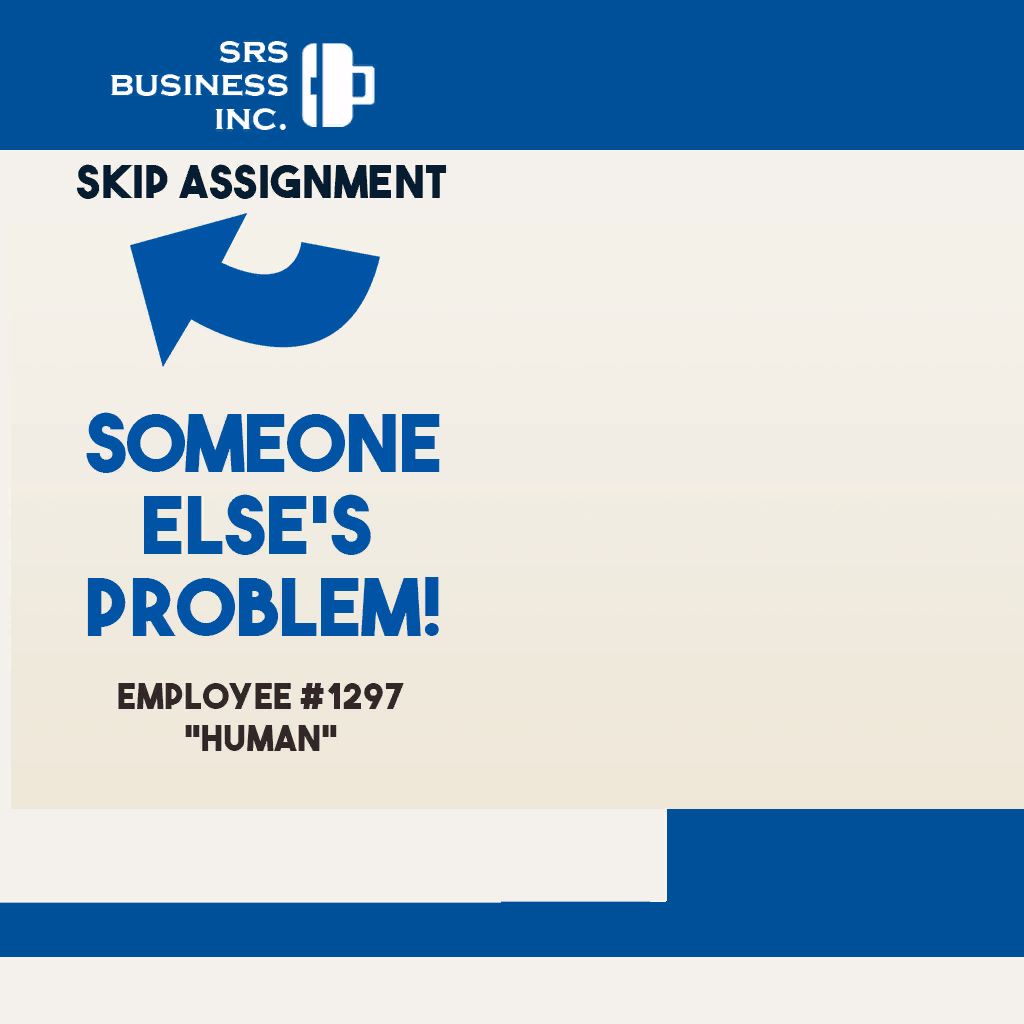 SRS
BUSINESS
INC.
SKIP ASSIGNMENT
SOMEONE
ELSE'S
PROBLEM!
EMPLOYEE #1297
"HUMAN"